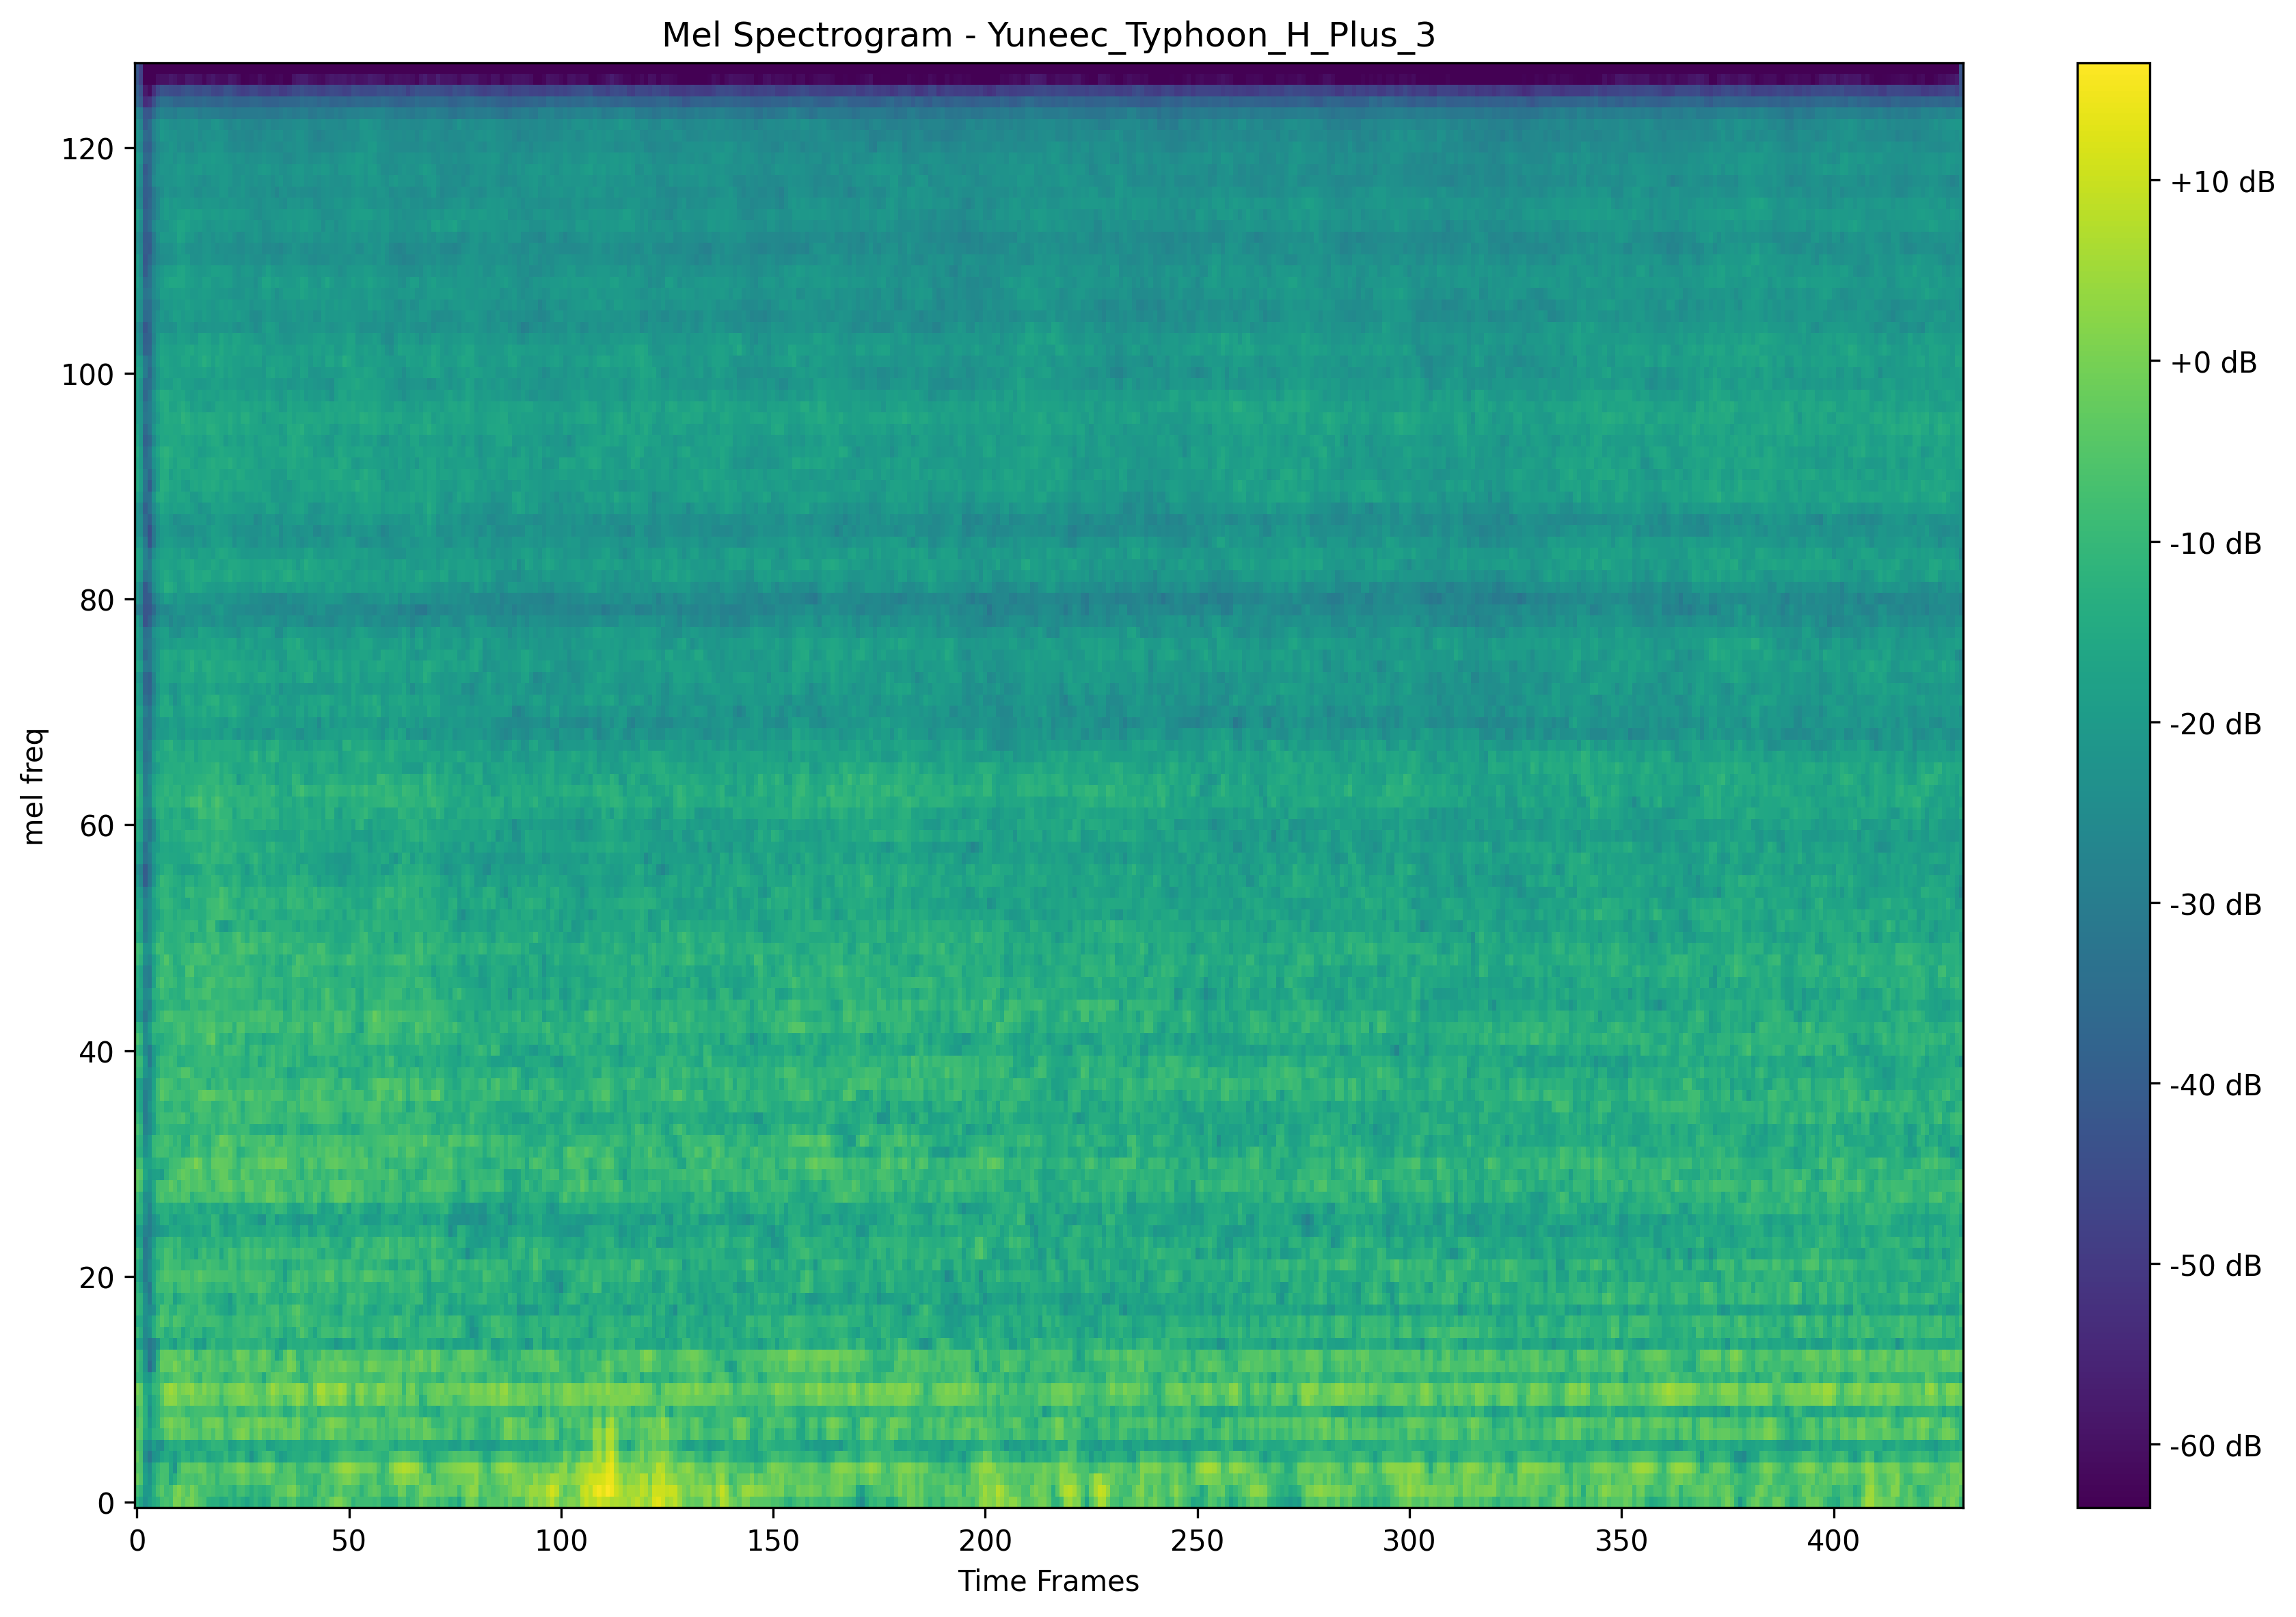 Mel Spectrogram - Yuneec_Typhoon_H_Plus_3
mel freq
120
100
80
60
40
20
0
0 50 100 150 200 250 300 350 400
Time Frames
+10 dB
+0 dB
-10 dB
-20 dB
-30 dB
-40 dB
-50 dB
-60 dB